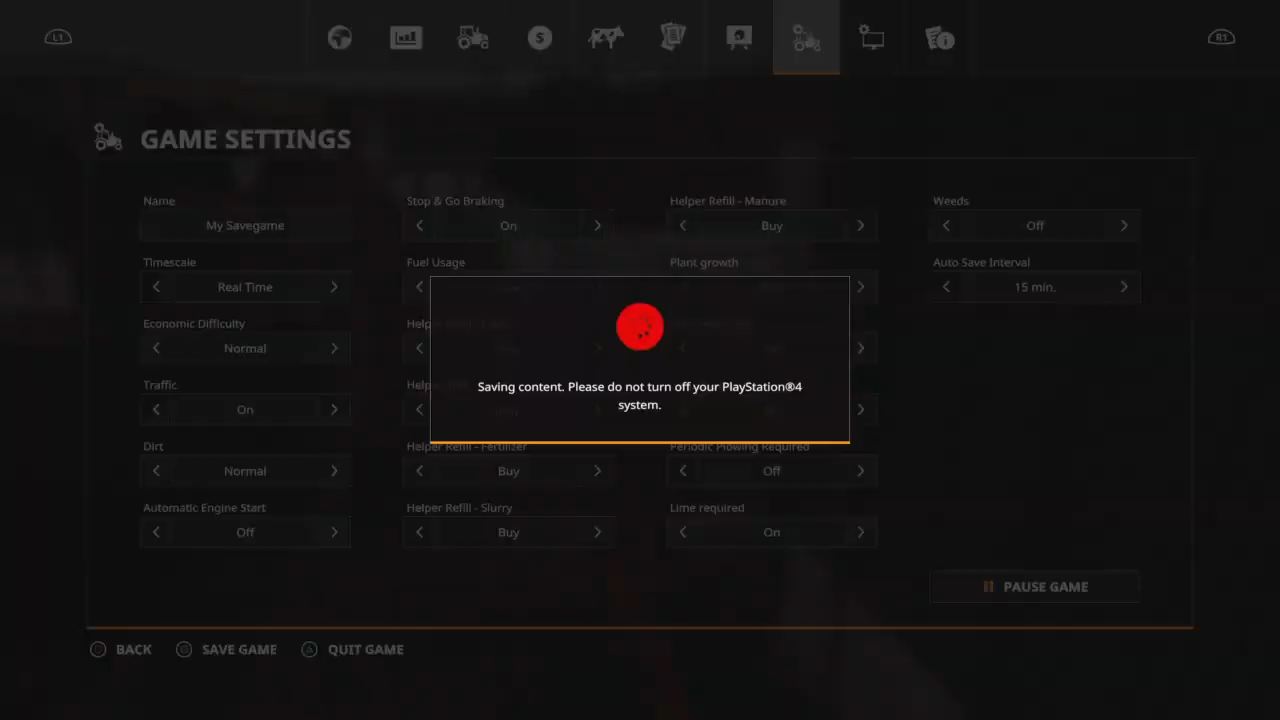 L1
R1
GAME SETTINGS
Name
My Savegame
Timescale
Real Time
Economic Difficulty
Normal
Traffic
On
Dirt
Normal
Automatic Engine Start
Off
Stop & Go Braking
On
Fuel Usage
Helper Refill - Fertilizer
Buy
Helper Refill - Slurry
Buy
Helper Refill - Manure
Buy
Plant growth
Periodic Plowing Required
Off
Lime required
On
Weeds
Off
Auto Save Interval
15 min.
Saving content. Please do not turn off your PlayStation®4
system.
PAUSE GAME
BACK
SAVE GAME
QUIT GAME